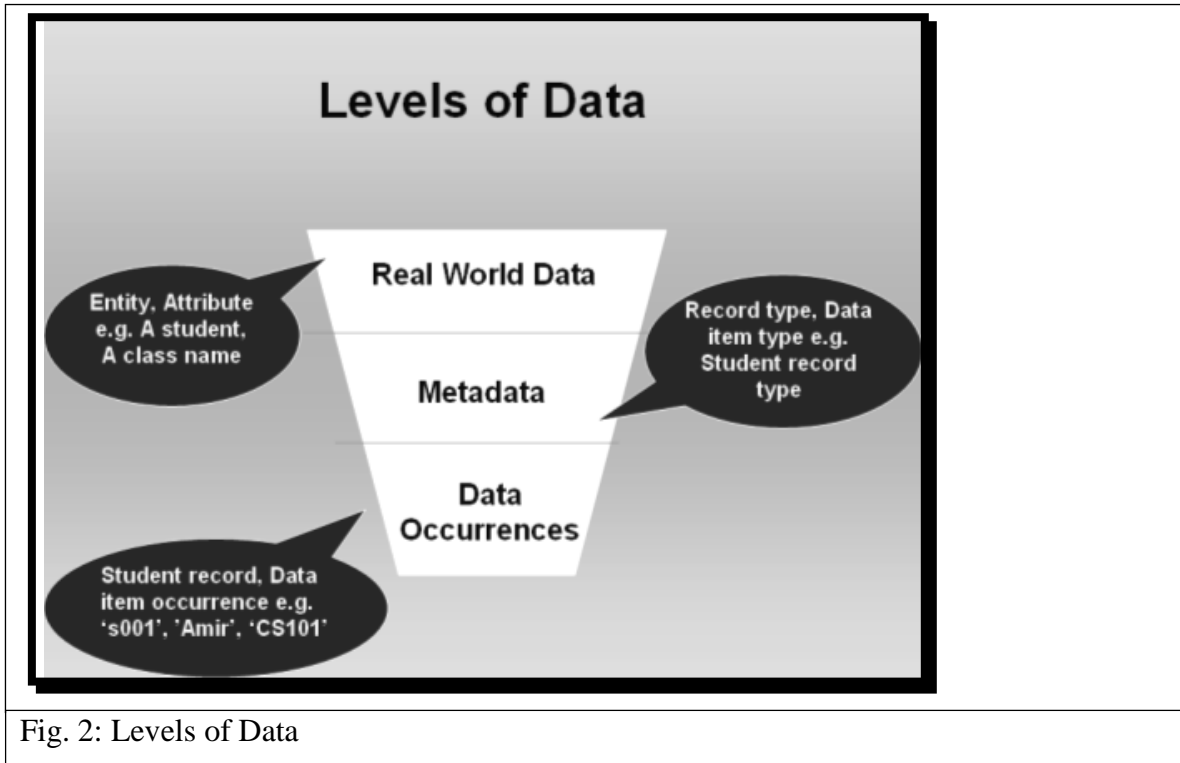 Levels of Data
Real World Data
Entity, Attribute
e.g. A student,
A class name
Record type, Data
item type e.g.
Student record
type
Metadata
Data
Occurrences
Student record, Data
item occurrence e.g.
‘s001’, ’Amir’, ‘CS101’
Fig. 2: Levels of Data